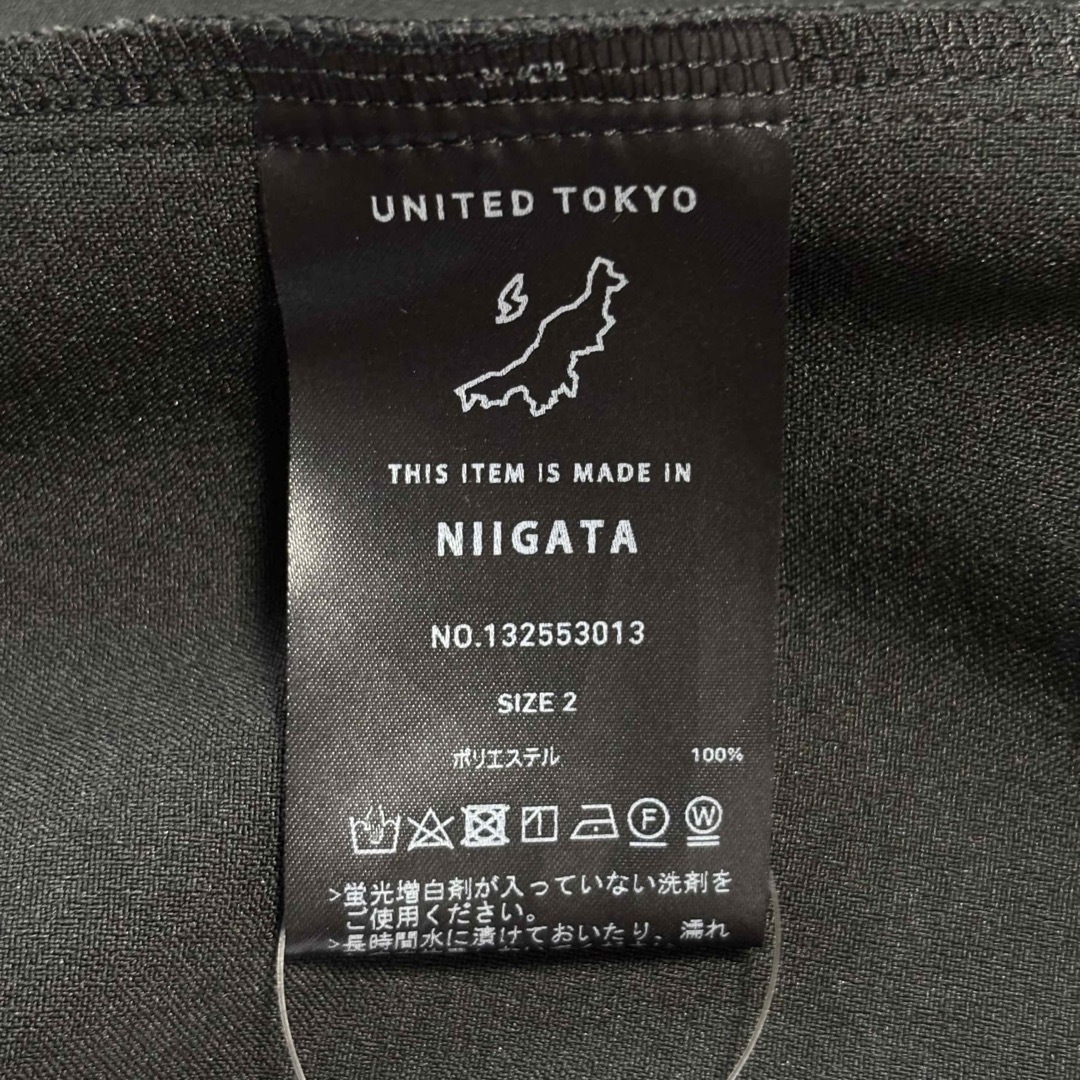 UNITED TOKYO
THIS ITEM IS MADE IN
NIIGATA
NO.132553013
SIZE 2
ポリエステル 100%
F W
>蛍光増白剤が入っていない洗剤を
ご使用ください。
>長時間水に漬けておいたり、濡れ